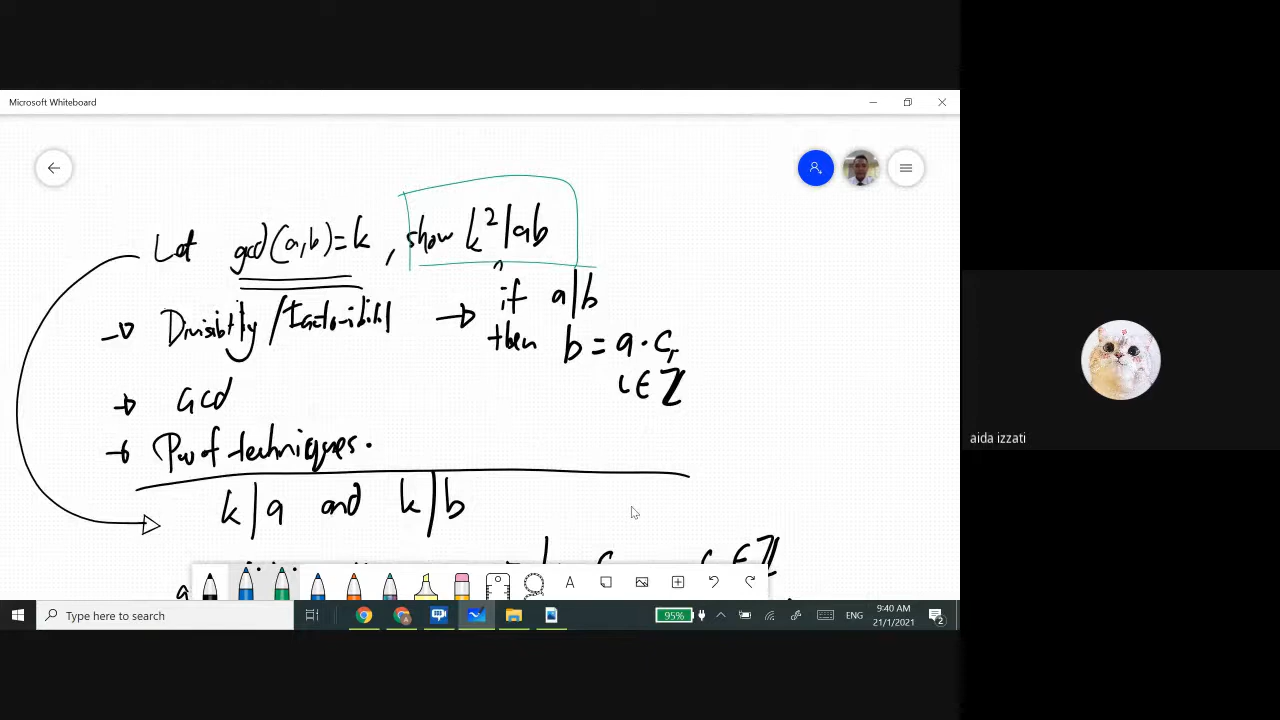 Microsoft Whiteboard
Let gcd(a,b)=k, show k²|ab
→ Divisibility / → if a|b
then b = a·c,
c∈ℤ
→ gcd
→ Proof techniques.
k|a and k|b
a c∈ℤ
aida izzati
A
Type here to search
95%
ENG
9:40 AM
21/1/2021
2